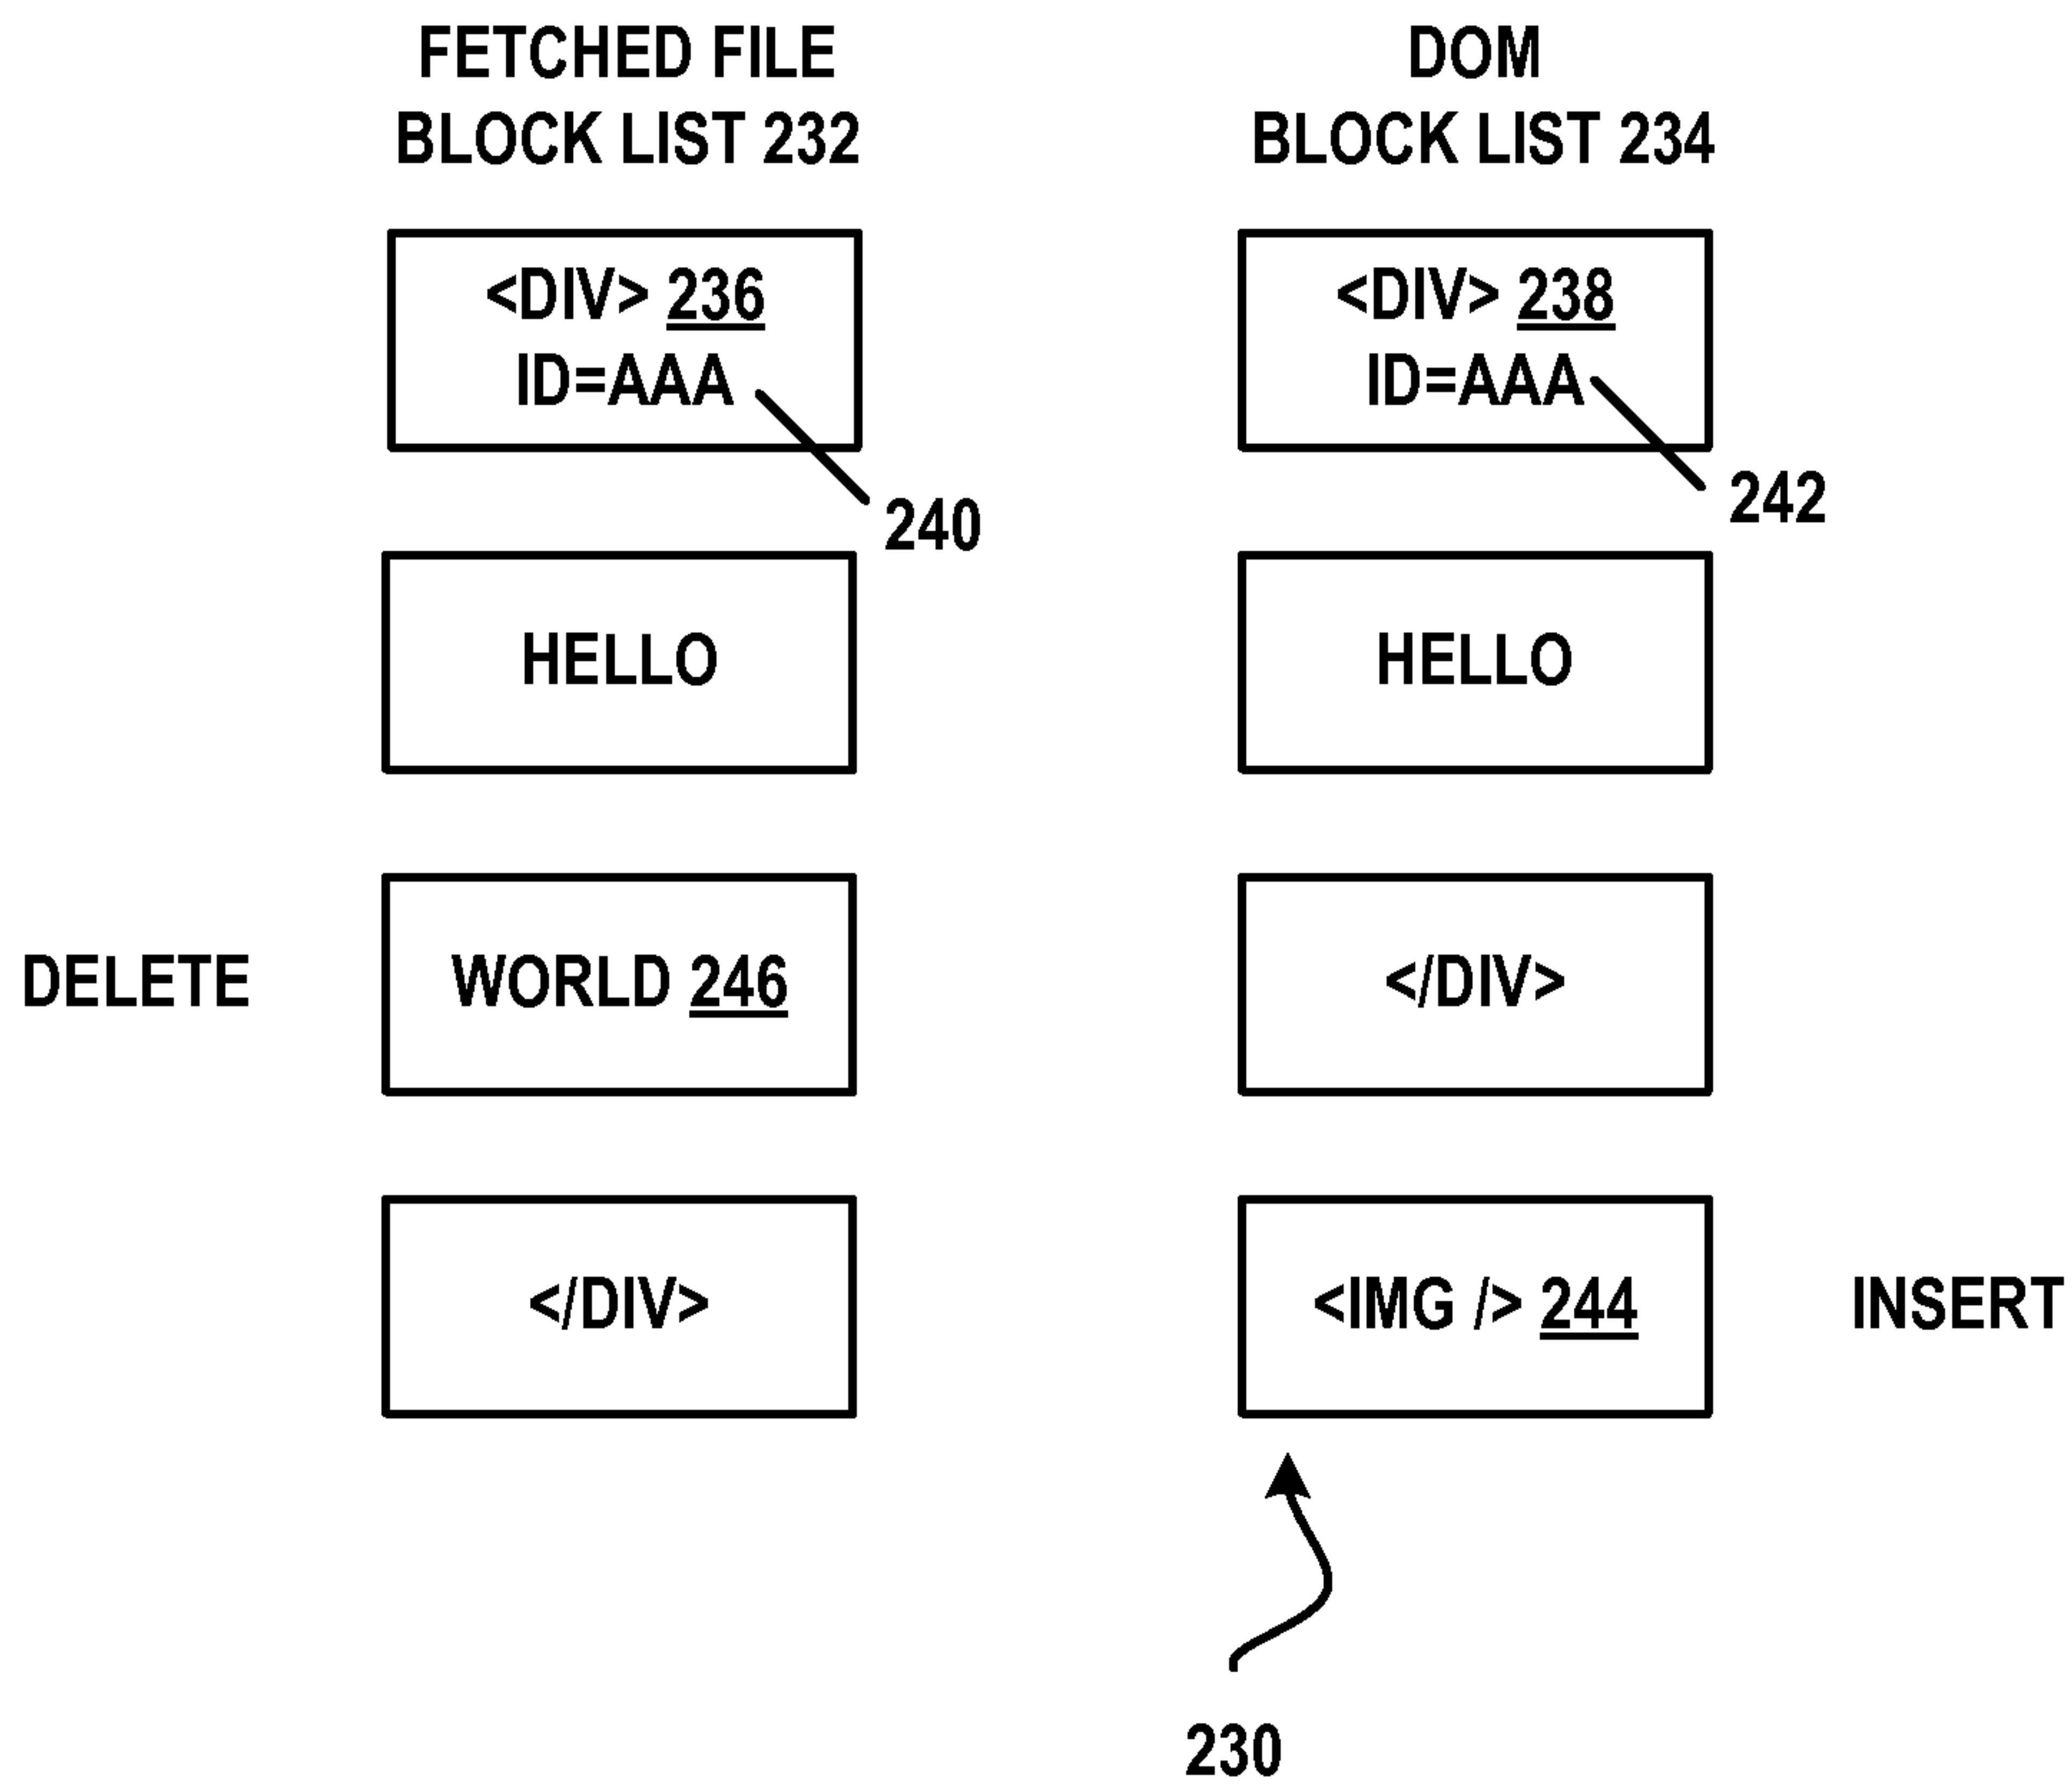 FETCHED FILE
BLOCK LIST 232
DOM
BLOCK LIST 234
<DIV> 236
ID=AAA
240
<DIV> 238
ID=AAA
242
HELLO
HELLO
DELETE
WORLD 246
</DIV>
</DIV>
<IMG /> 244
INSERT
230